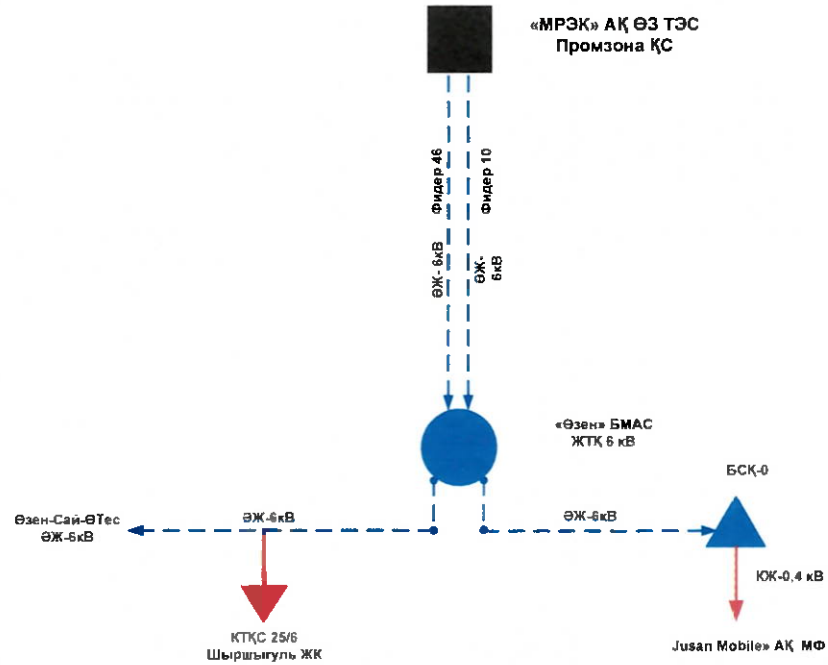 «МРЭК» АҚ ӨЗ ТЭС
Промзона ҚС
Фидер 46
Фидер 10
ӘЖ- 6кВ
ӘЖ-
6кВ
«Өзен» БМАС
ЖТҚ 6 кВ
БСҚ-0
Өзен-Сай-ӨТес
ӘЖ-6кВ
ӘЖ-6кВ
ӘЖ-6кВ
КЖ-0,4 кВ
КТҚС 25/6
Шыршыгуль ЖК
Jusan Mobile» АҚ МФ